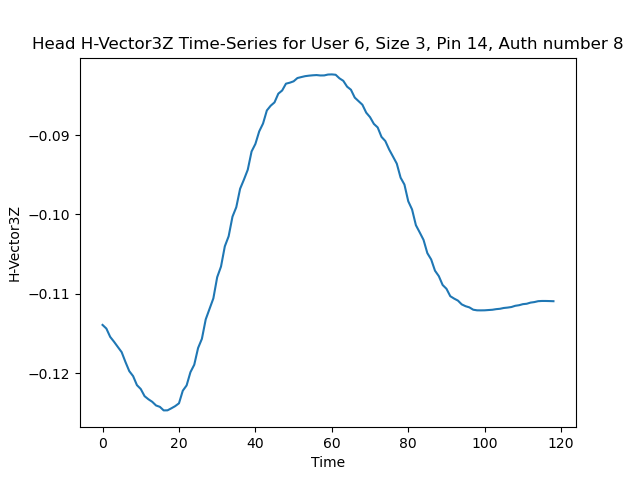 Head H-Vector3Z Time-Series for User 6, Size 3, Pin 14, Auth number 8
−0.09
−0.10
−0.11
−0.12
H-Vector3Z
0 20 40 60 80 100 120
Time